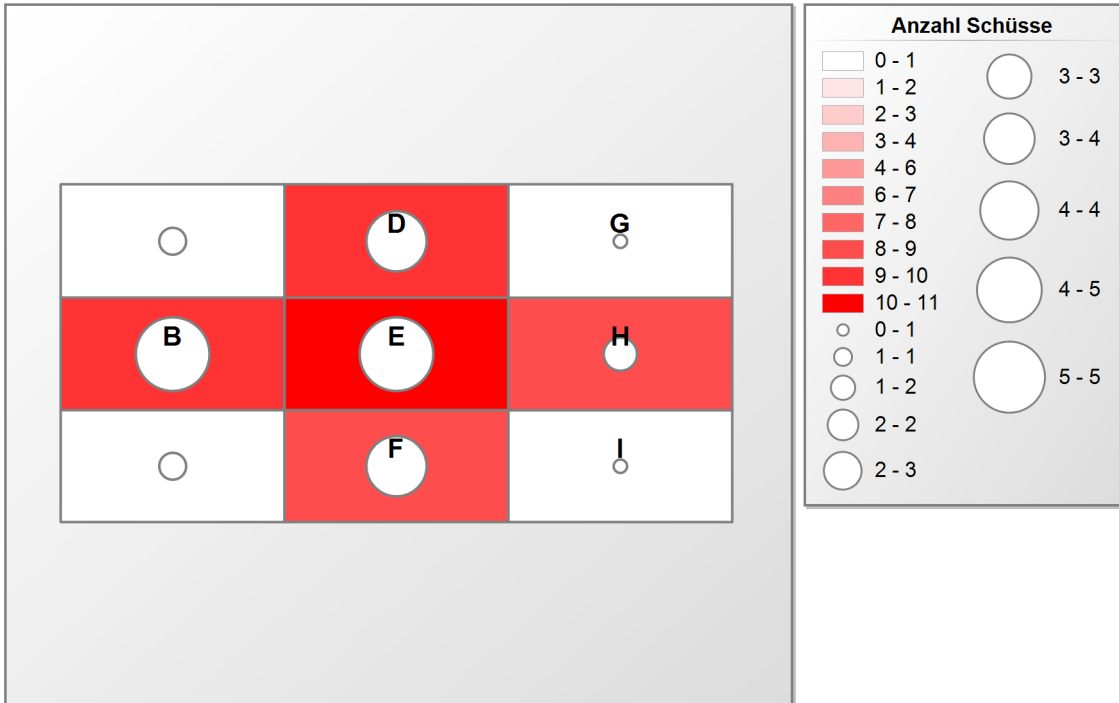 D
G
B
E
H
F
I
Anzahl Schüsse
0 - 1
1 - 2
2 - 3
3 - 4
4 - 6
6 - 7
7 - 8
8 - 9
9 - 10
10 - 11
0 - 1
1 - 1
1 - 2
2 - 2
2 - 3
3 - 3
3 - 4
4 - 4
4 - 5
5 - 5